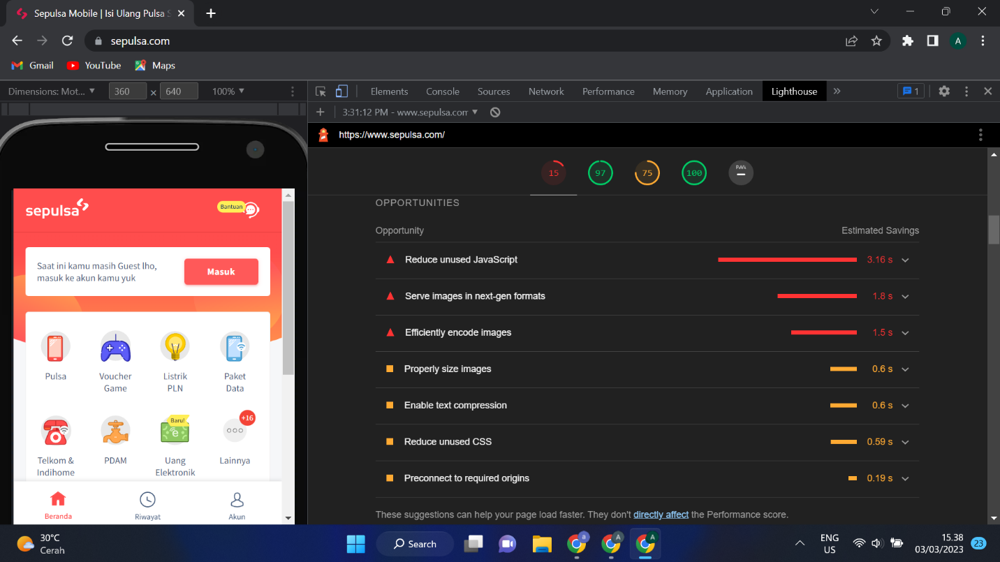 Sepulsa Mobile | Isi Ulang Pulsa
sepulsa.com
A
Gmail
YouTube
Maps
Dimensions: Mot...
360
×
640
100%
Elements
Console
Sources
Network
Performance
Memory
Application
Lighthouse
1
3:31:12 PM - www.sepulsa.com
https://www.sepulsa.com/
15
97
75
100
PWA
sepulsa
Bantuan
Saat ini kamu masih Guest lho,
masuk ke akun kamu yuk
Masuk
Pulsa
Voucher
Game
Listrik
PLN
Paket
Data
Telkom &
Indihome
PDAM
Baru!
Uang
Elektronik
+16
Lainnya
Beranda
Riwayat
Akun
OPPORTUNITIES
Opportunity
Estimated Savings
Reduce unused JavaScript
3.16 s
Serve images in next-gen formats
1.8 s
Efficiently encode images
1.5 s
Properly size images
0.6 s
Enable text compression
0.6 s
Reduce unused CSS
0.59 s
Preconnect to required origins
0.19 s
These suggestions can help your page load faster. They don't directly affect the Performance score.
30°C
Cerah
Search
a
A
A
ENG
US
15.38
03/03/2023
23